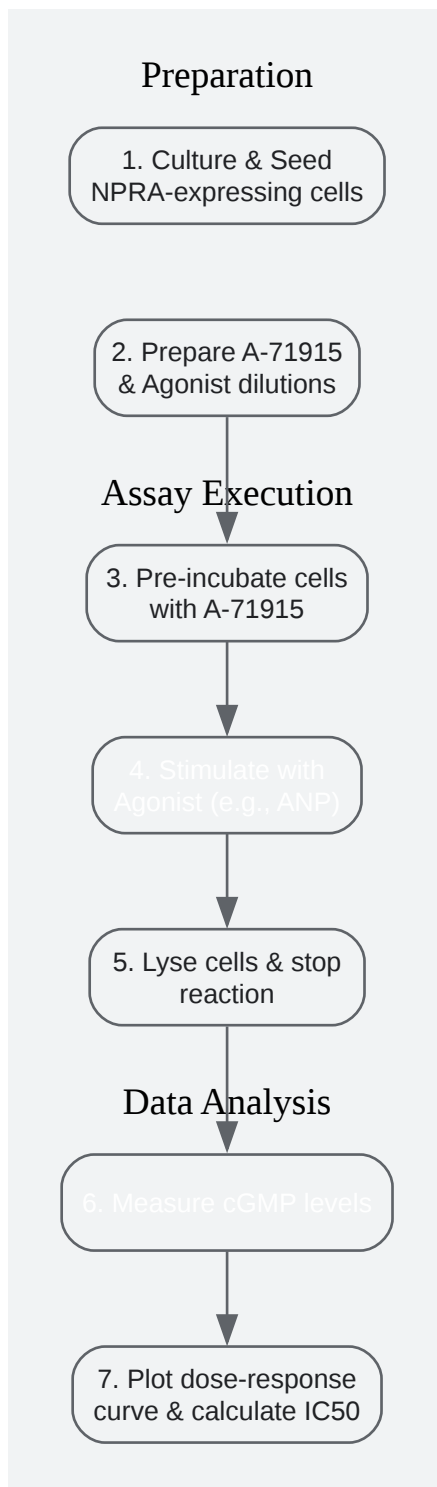 Preparation
1. Culture & Seed
NPRA-expressing cells
2. Prepare A-71915
& Agonist dilutions
Assay Execution
3. Pre-incubate cells
with A-71915
4. Stimulate with
Agonist (e.g., ANP)
5. Lyse cells & stop
reaction
Data Analysis
6. Measure cGMP levels
7. Plot dose-response
curve & calculate IC50